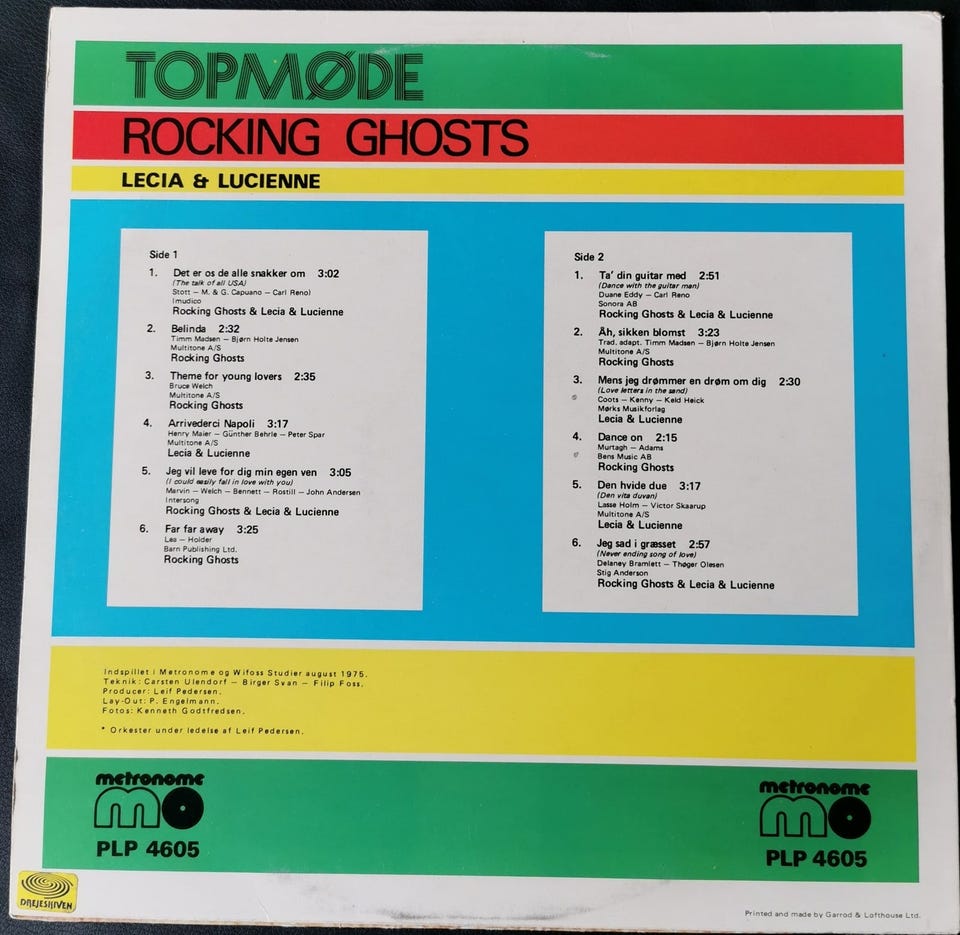 TOPMØDE
ROCKING GHOSTS
LECIA & LUCIENNE
Side 1
1. Det er os de alle snakker om 3:02
(The talk of all USA)
Stott – M. & G. Capuano – Carl Reno)
Imudico
Rocking Ghosts & Lecia & Lucienne
2. Belinda 2:32
Timm Madsen – Bjørn Holte Jensen
Multitone A/S
Rocking Ghosts
3. Theme for young lovers 2:35
Bruce Welch
Multitone A/S
Rocking Ghosts
4. Arrivederci Napoli 3:17
Henry Maier – Günther Behrle – Peter Spar
Multitone A/S
Lecia & Lucienne
5. Jeg vil leve for dig min egen ven 3:05
(I could easily fall in love with you)
Marvin – Welch – Bennett – Rostill – John Andersen
Intersong
Rocking Ghosts & Lecia & Lucienne
6. Far far away 3:25
Lea – Holder
Barn Publishing Ltd.
Rocking Ghosts
Side 2
1. Ta' din guitar med 2:51
(Dance with the guitar man)
Duane Eddy – Carl Reno
Sonora AB
Rocking Ghosts & Lecia & Lucienne
2. Åh, sikken blomst 3:23
Trad. adapt. Timm Madsen – Bjørn Holte Jensen
Multitone A/S
Rocking Ghosts
3. Mens jeg drømmer en drøm om dig 2:30
(Love letters in the sand)
Coots – Kenny – Keld Heick
Mørks Musikforlag
Lecia & Lucienne
4. Dance on 2:15
Murtagh – Adams
Bens Music AB
Rocking Ghosts
5. Den hvide due 3:17
(Den vita duvan)
Lasse Holm – Victor Skaarup
Multitone A/S
Lecia & Lucienne
6. Jeg sad i græsset 2:57
(Never ending song of love)
Delaney Bramlett – Thøger Olesen
Stig Anderson
Rocking Ghosts & Lecia & Lucienne
Indspillet i Metronome og Wifoss Studier august 1975.
Teknik: Carsten Ulendorf – Birger Svan – Filip Foss.
Producer: Leif Pedersen.
Lay-Out: P. Engelmann.
Fotos: Kenneth Godtfredsen.
* Orkester under ledelse af Leif Pedersen.
metronome
mo
PLP 4605
metronome
mo
PLP 4605
DREJESKIVEN
Printed and made by Garrod & Lofthouse Ltd.